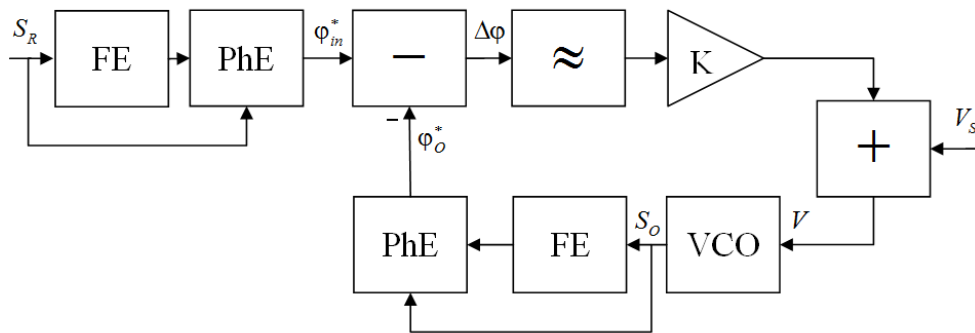 S_R
FE
PhE
φ*_in
−
Δφ
≈
K
V_S
+
−
φ*_O
PhE
FE
S_O
VCO
V